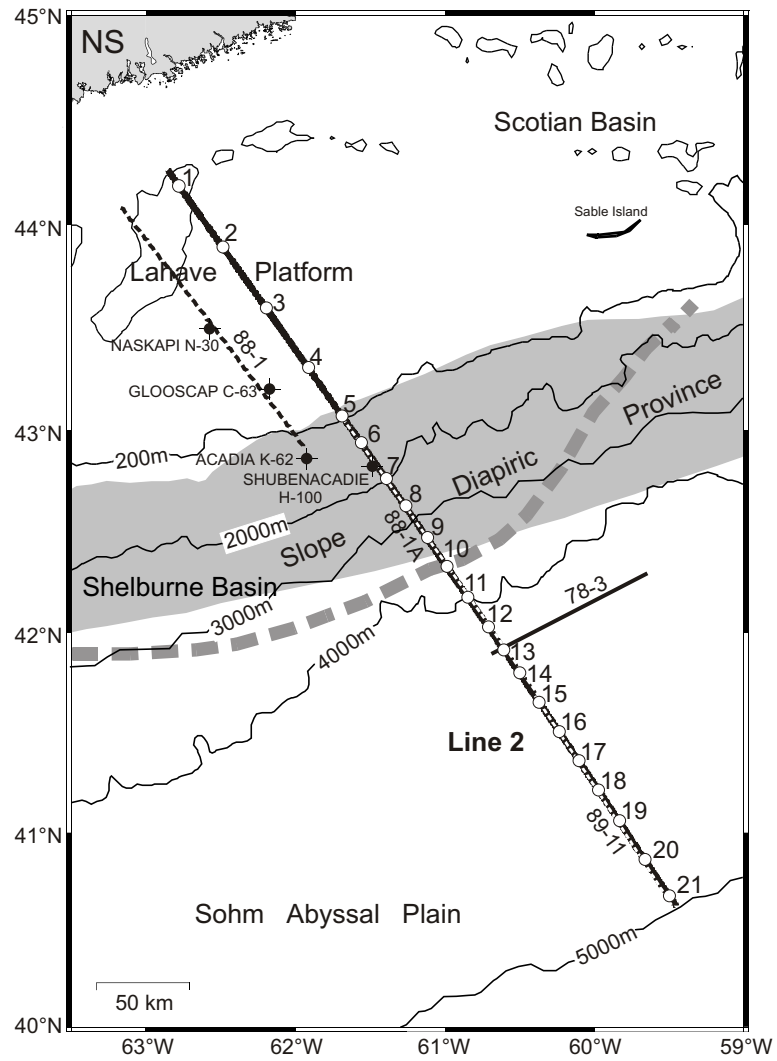 45°N
NS
Scotian Basin
1
Sable Island
44°N
2
Lahave Platform
3
NASKAPI N-30
88-1
4
GLOOSCAP C-63
Province
5
43°N
6
200m
ACADIA K-62
7
SHUBENACADIE
H-100
Diapiric
8
2000m
88-1A
9
Slope
10
Shelburne Basin
11
78-3
3000m
12
42°N
4000m
13
14
15
16
Line 2
17
18
89-11
19
41°N
20
21
Sohm Abyssal Plain
5000m
50 km
40°N
63°W
62°W
61°W
60°W
59°W